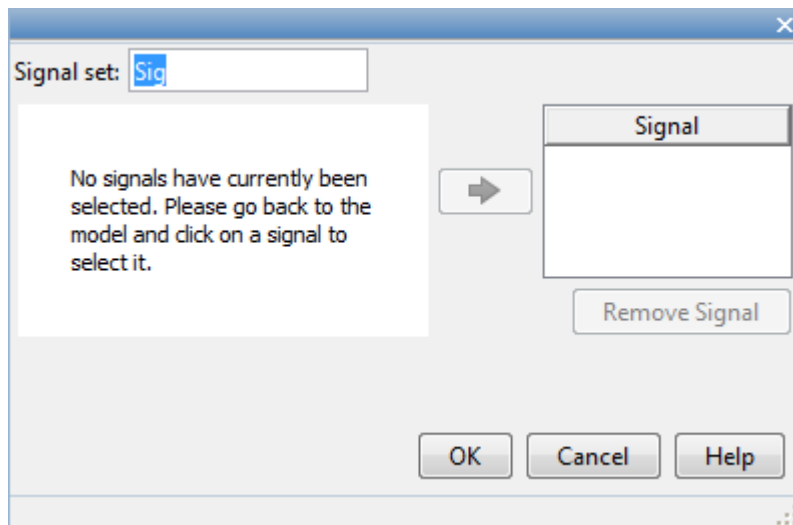 Signal set: Sig
No signals have currently been
selected. Please go back to the
model and click on a signal to
select it.
Signal
Remove Signal
OK Cancel Help